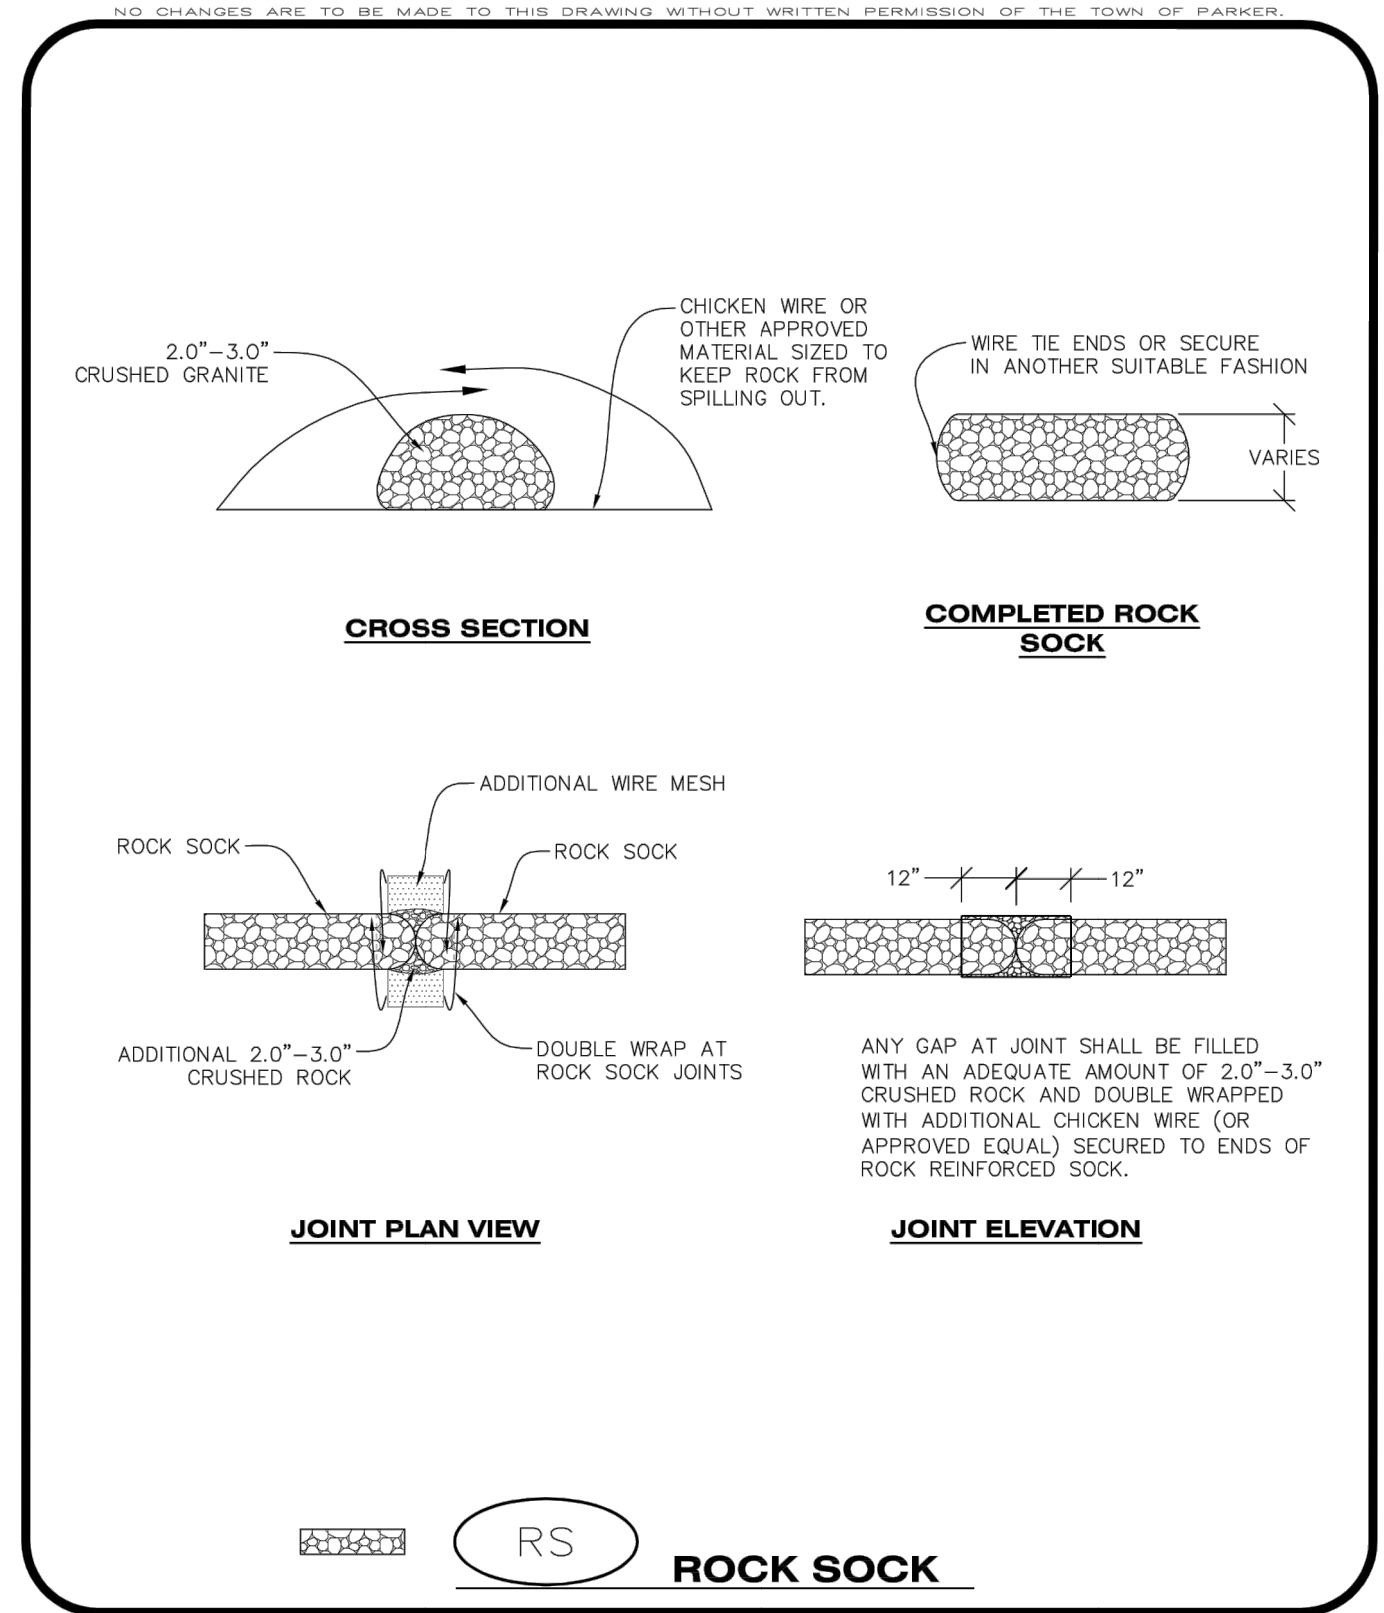 NO CHANGES ARE TO BE MADE TO THIS DRAWING WITHOUT WRITTEN PERMISSION OF THE TOWN OF PARKER.
2.0"–3.0"
CRUSHED GRANITE
CHICKEN WIRE OR
OTHER APPROVED
MATERIAL SIZED TO
KEEP ROCK FROM
SPILLING OUT.
CROSS SECTION
WIRE TIE ENDS OR SECURE
IN ANOTHER SUITABLE FASHION
VARIES
COMPLETED ROCK
SOCK
ADDITIONAL WIRE MESH
ROCK SOCK
ROCK SOCK
ADDITIONAL 2.0"–3.0"
CRUSHED ROCK
DOUBLE WRAP AT
ROCK SOCK JOINTS
JOINT PLAN VIEW
12"
12"
ANY GAP AT JOINT SHALL BE FILLED
WITH AN ADEQUATE AMOUNT OF 2.0"–3.0"
CRUSHED ROCK AND DOUBLE WRAPPED
WITH ADDITIONAL CHICKEN WIRE (OR
APPROVED EQUAL) SECURED TO ENDS OF
ROCK REINFORCED SOCK.
JOINT ELEVATION
RS
ROCK SOCK